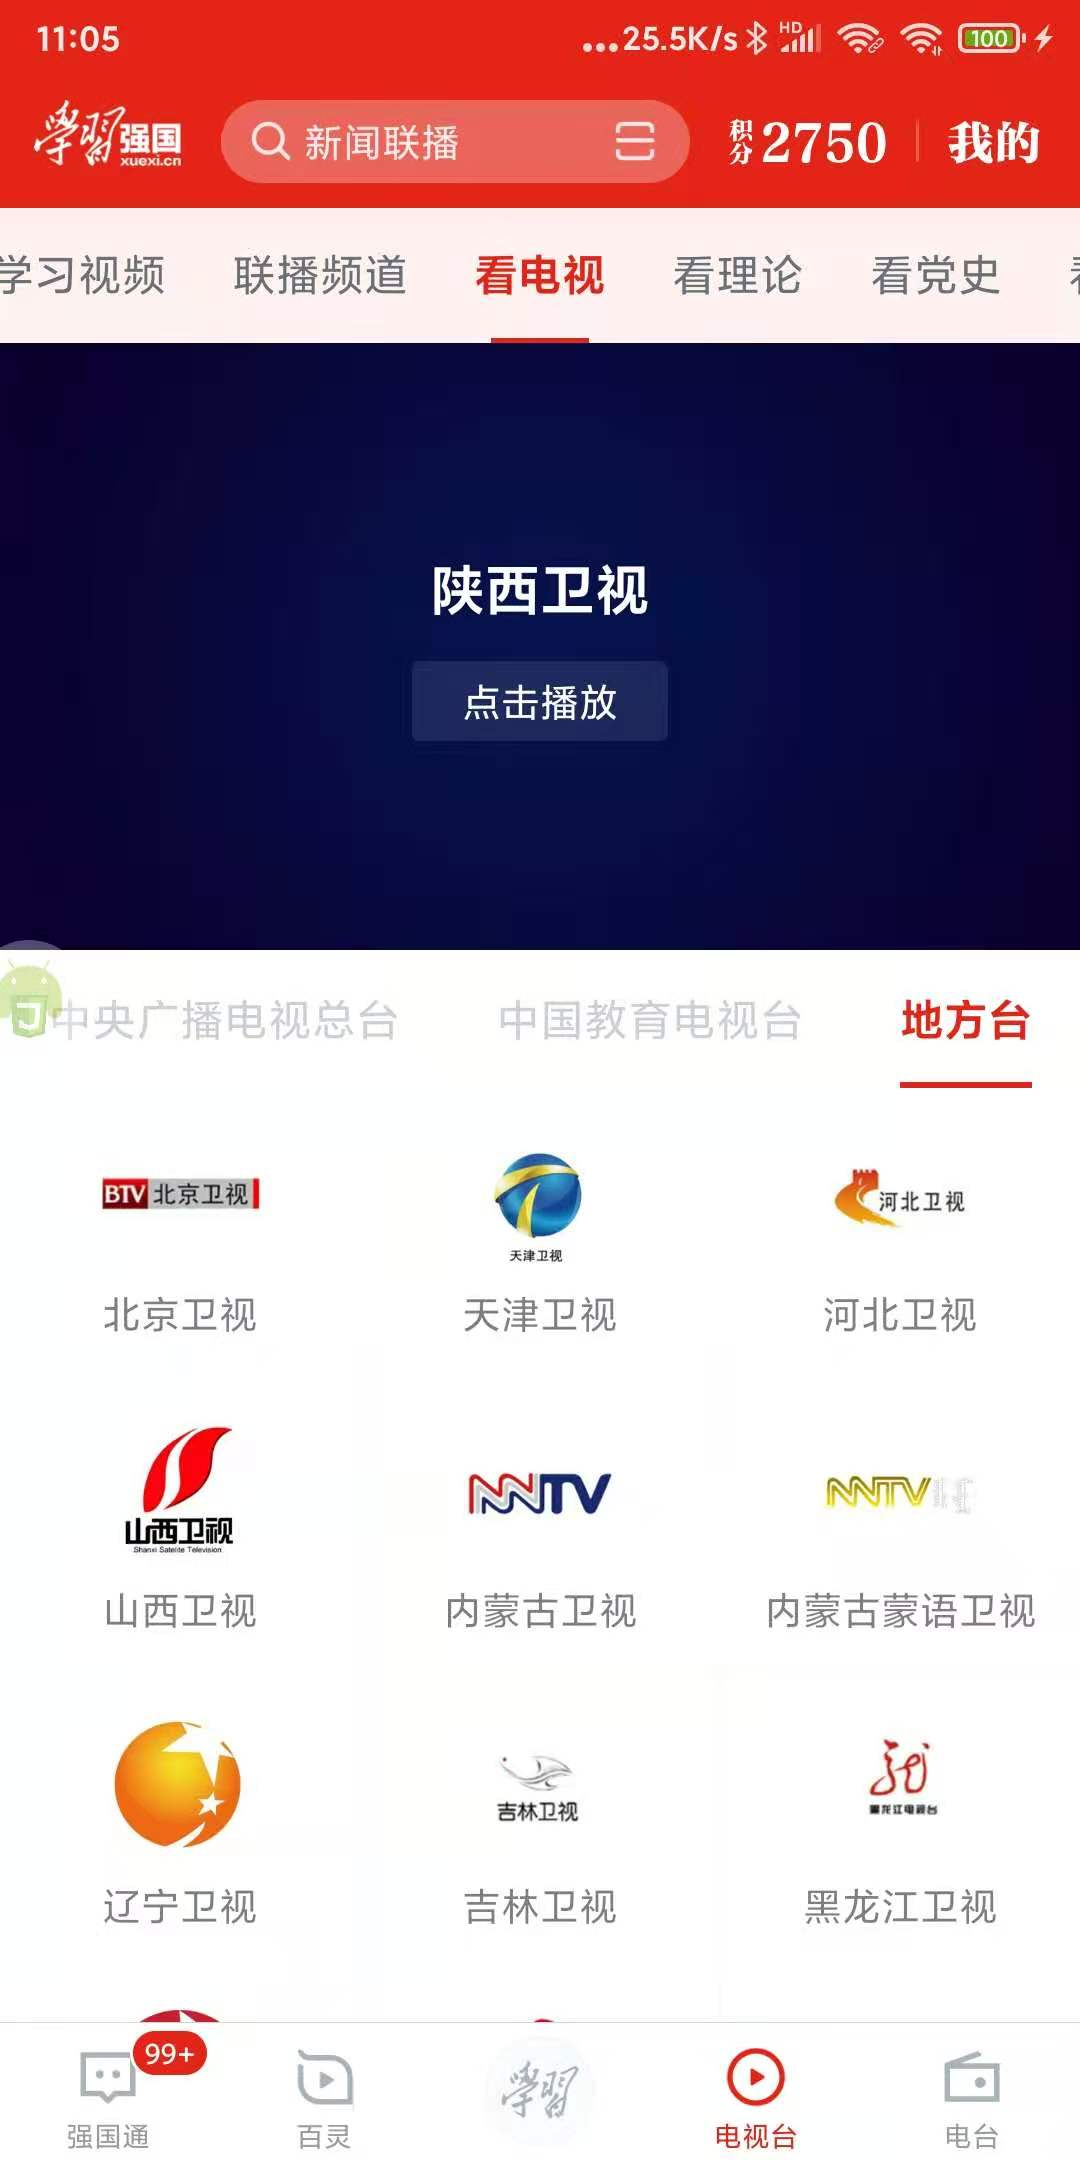 11:05 ...25.5K/s HD 100
學習强国 xuexi.cn 新闻联播 积分 2750 我的
学习视频 联播频道 看电视 看理论 看党史
陕西卫视
点击播放
中央广播电视总台 中国教育电视台 地方台
BTV 北京卫视 天津卫视 河北卫视
北京卫视 天津卫视 河北卫视
山西卫视 Shanxi Satellite Television NNTV NNTV
山西卫视 内蒙古卫视 内蒙古蒙语卫视
吉林卫视 黑龙江电视台
辽宁卫视 吉林卫视 黑龙江卫视
99+ 學習
强国通 百灵 电视台 电台